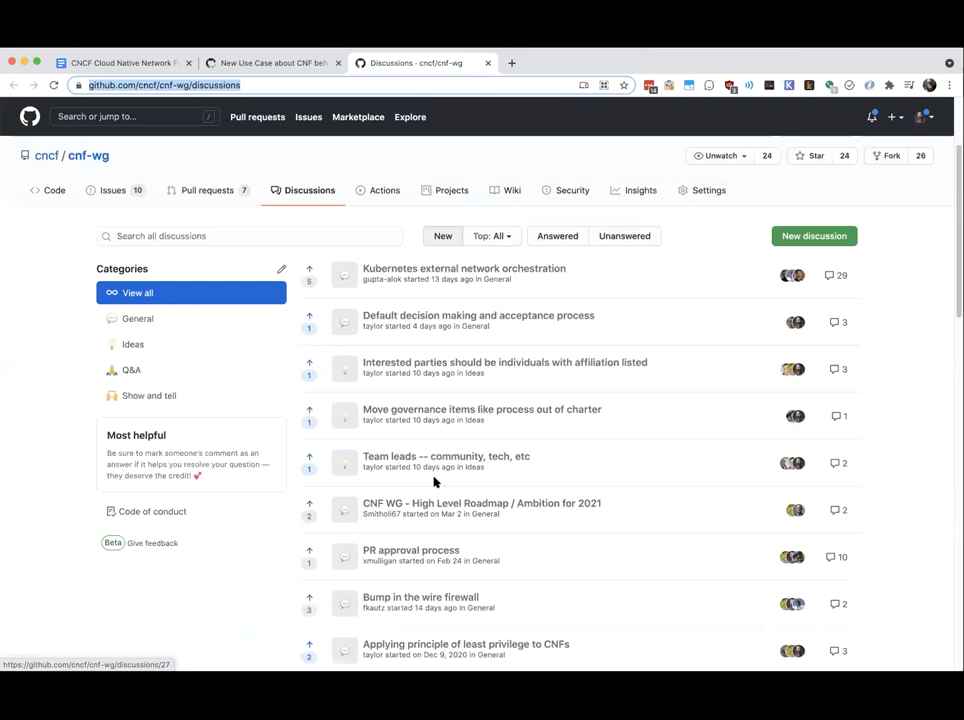 CNCF Cloud Native Network P
New Use Case about CNF beh
Discussions · cncf/cnf-wg
github.com/cncf/cnf-wg/discussions
Search or jump to...
/
Pull requests
Issues
Marketplace
Explore
cncf / cnf-wg
Unwatch
24
Star
24
Fork
26
Code
Issues
10
Pull requests
7
Discussions
Actions
Projects
Wiki
Security
Insights
Settings
Search all discussions
New
Top: All
Answered
Unanswered
New discussion
Categories
View all
General
Ideas
Q&A
Show and tell
Most helpful
Be sure to mark someone's comment as an
answer if it helps you resolve your question —
they deserve the credit! 💕
Code of conduct
Beta Give feedback
5
Kubernetes external network orchestration
gupta-alok started 13 days ago in General
29
1
Default decision making and acceptance process
taylor started 4 days ago in General
3
1
Interested parties should be individuals with affiliation listed
taylor started 10 days ago in Ideas
3
1
Move governance items like process out of charter
taylor started 10 days ago in Ideas
1
1
Team leads -- community, tech, etc
taylor started 10 days ago in Ideas
2
2
CNF WG - High Level Roadmap / Ambition for 2021
Smitholi67 started on Mar 2 in General
2
1
PR approval process
xmulligan started on Feb 24 in General
10
3
Bump in the wire firewall
fkautz started 14 days ago in General
2
2
Applying principle of least privilege to CNFs
taylor started on Dec 9, 2020 in General
3
https://github.com/cncf/cnf-wg/discussions/27